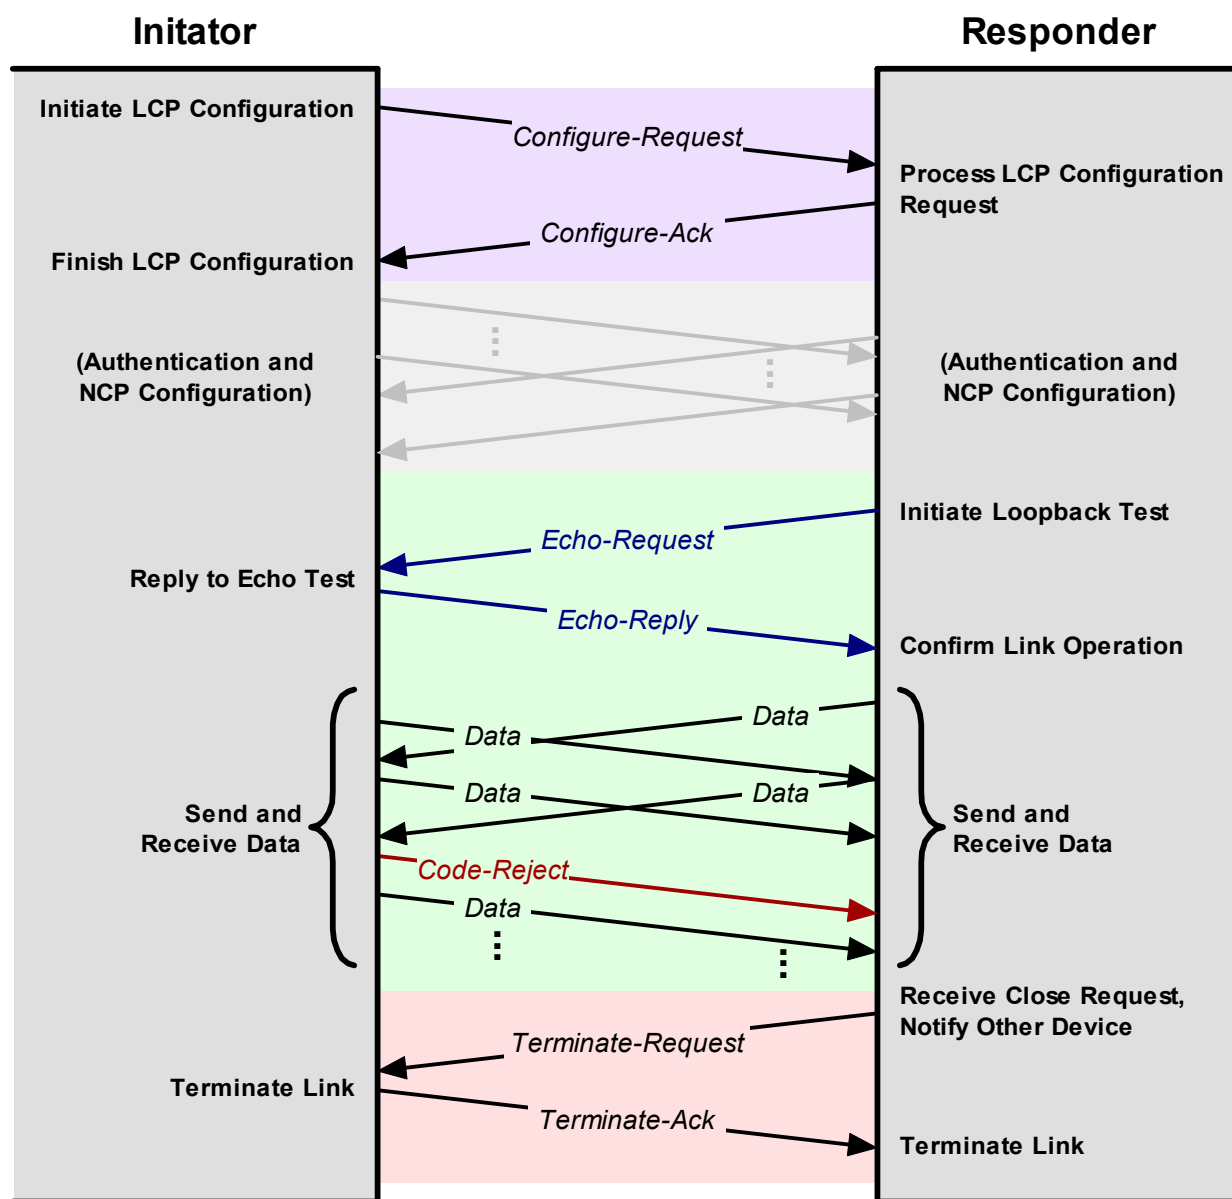 Initator
Responder
Initiate LCP Configuration
Configure-Request
Process LCP Configuration
Request
Configure-Ack
Finish LCP Configuration
(Authentication and
NCP Configuration)
(Authentication and
NCP Configuration)
Initiate Loopback Test
Echo-Request
Reply to Echo Test
Echo-Reply
Confirm Link Operation
Data
Data
Data
Data
Send and
Receive Data
Send and
Receive Data
Code-Reject
Data
Receive Close Request,
Notify Other Device
Terminate-Request
Terminate Link
Terminate-Ack
Terminate Link